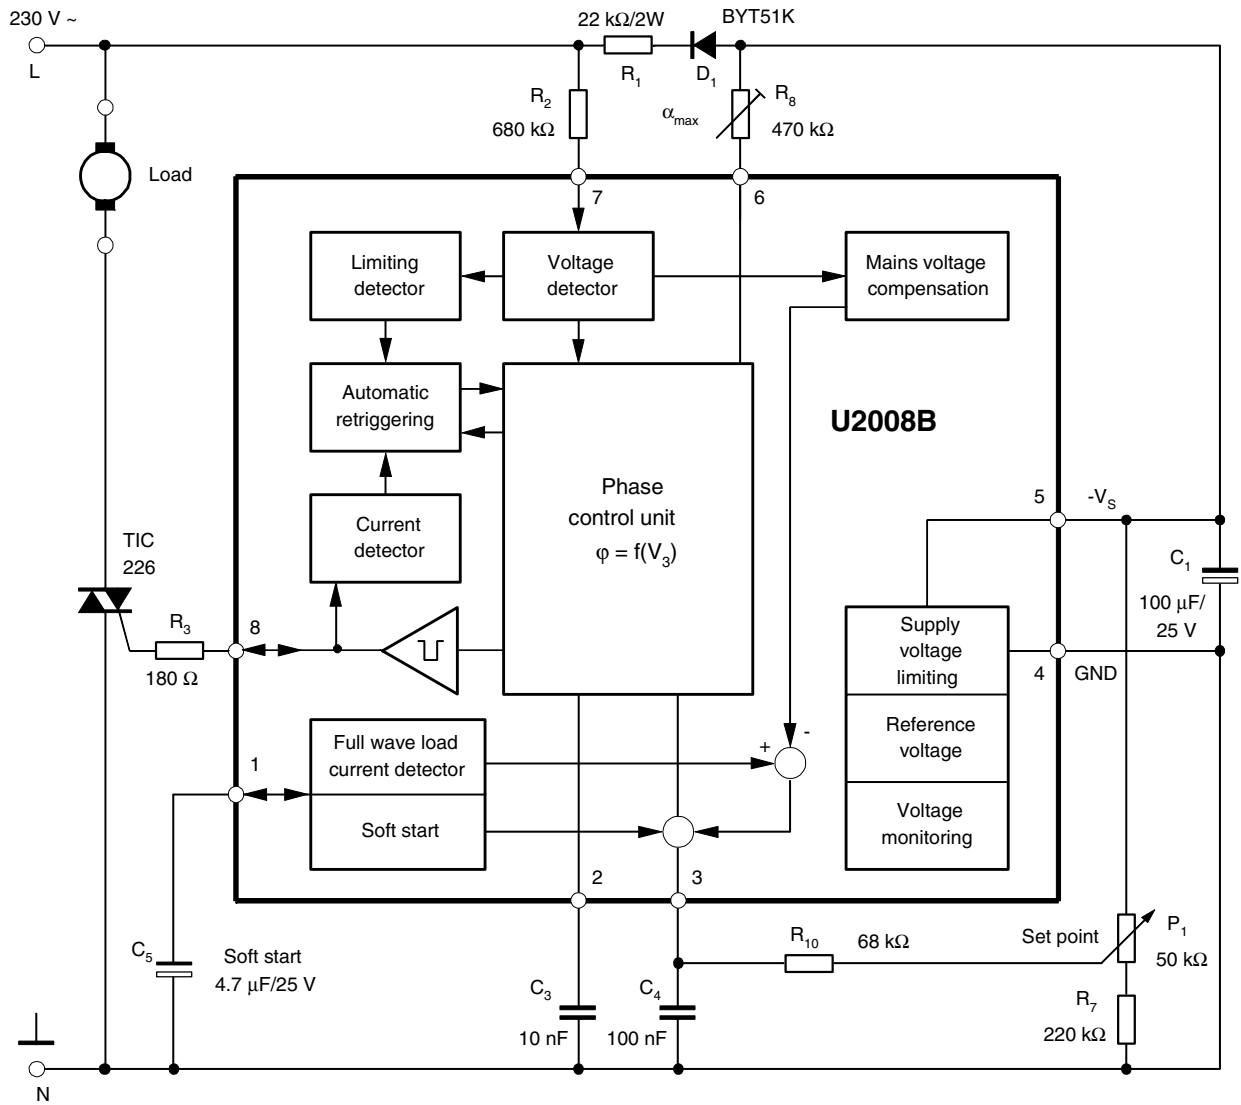 230 V ~
22 kΩ/2W
BYT51K
L
R1
D1
R2
680 kΩ
αmax
R8
470 kΩ
Load
7
6
Limiting
detector
Voltage
detector
Mains voltage
compensation
Automatic
retriggering
U2008B
Phase
control unit
φ = f(V3)
5
-VS
Current
detector
TIC
226
C1
100 μF/
25 V
R3
180 Ω
8
Supply
voltage
limiting
4
GND
Reference
voltage
Voltage
monitoring
1
Full wave load
current detector
Soft start
+
-
2
3
C5
Soft start
4.7 μF/25 V
R10
68 kΩ
Set point
P1
50 kΩ
C3
10 nF
C4
100 nF
R7
220 kΩ
N